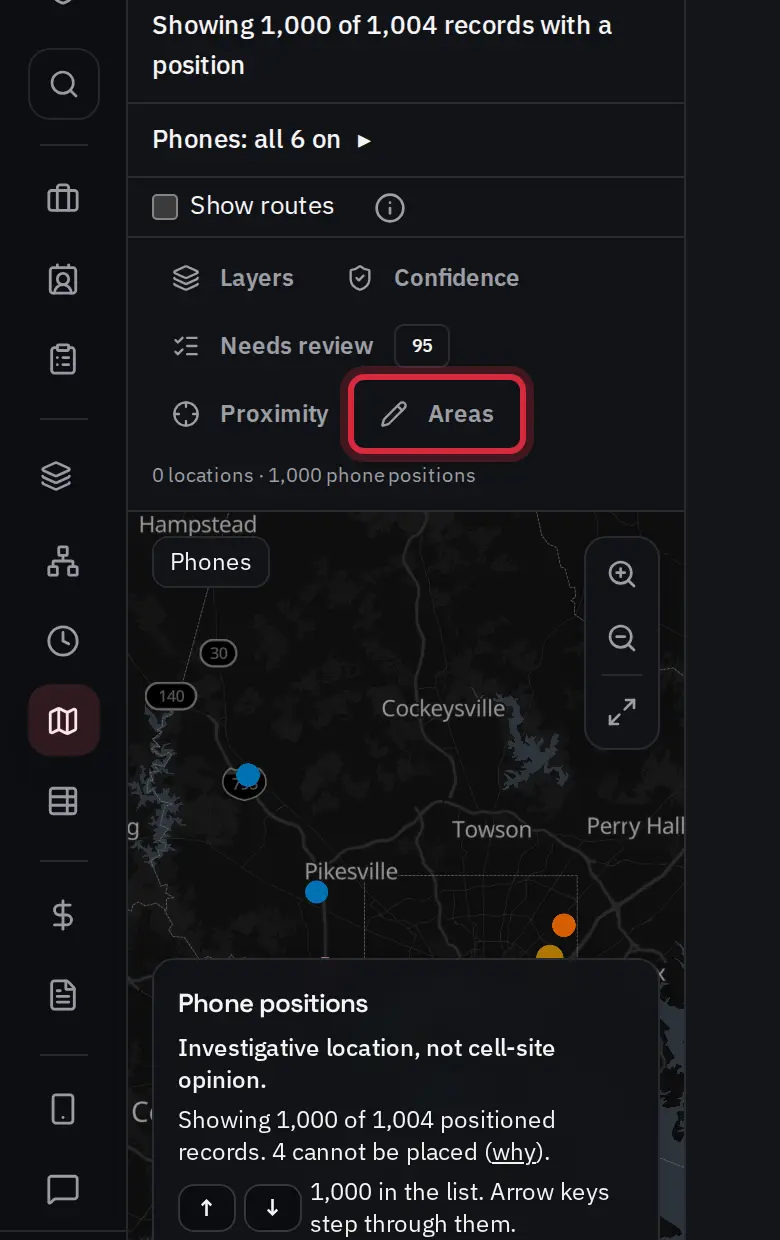 Showing 1,000 of 1,004 records with a
position
Phones: all 6 on ►
Show routes
Layers
Confidence
Needs review 95
Proximity
Areas
0 locations · 1,000 phone positions
Hampstead
Phones
30
140
Cockeysville
g
Towson
Perry Hall
Pikesville
x
Phone positions
Investigative location, not cell-site
opinion.
Showing 1,000 of 1,004 positioned
records. 4 cannot be placed (why).
↑ ↓ 1,000 in the list. Arrow keys
step through them.